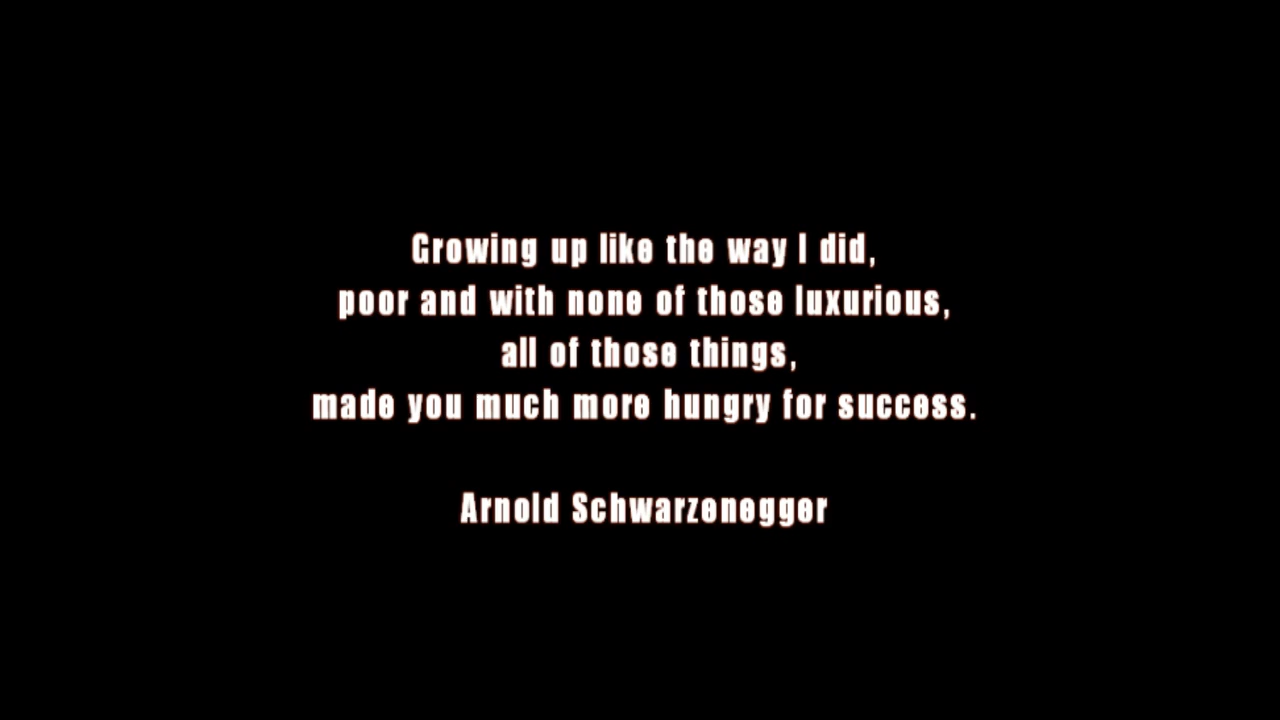 Growing up like the way I did,
poor and with none of those luxurious,
all of those things,
made you much more hungry for success.
Arnold Schwarzenegger